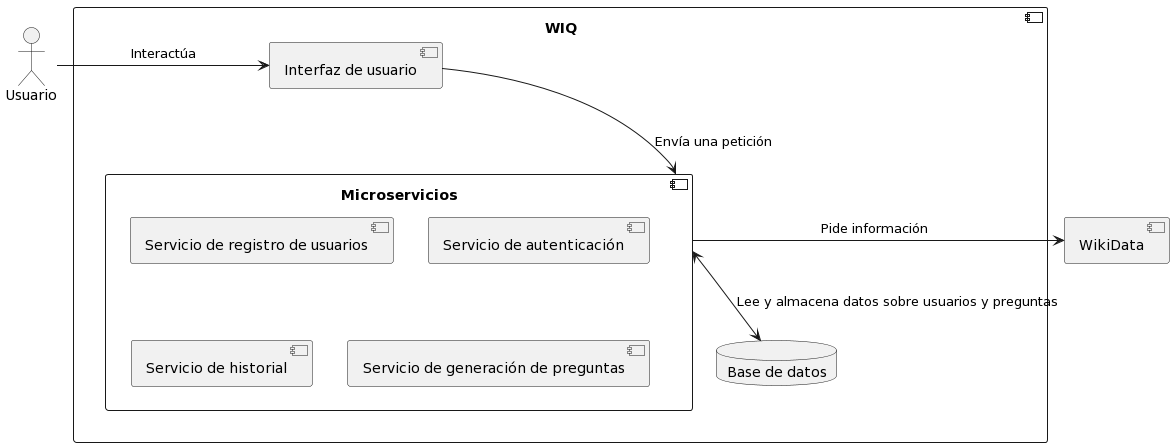 WIQ
Usuario
Interactúa
Interfaz de usuario
Envía una petición
Microservicios
Servicio de registro de usuarios
Servicio de autenticación
Pide información
WikiData
Lee y almacena datos sobre usuarios y preguntas
Servicio de historial
Servicio de generación de preguntas
Base de datos